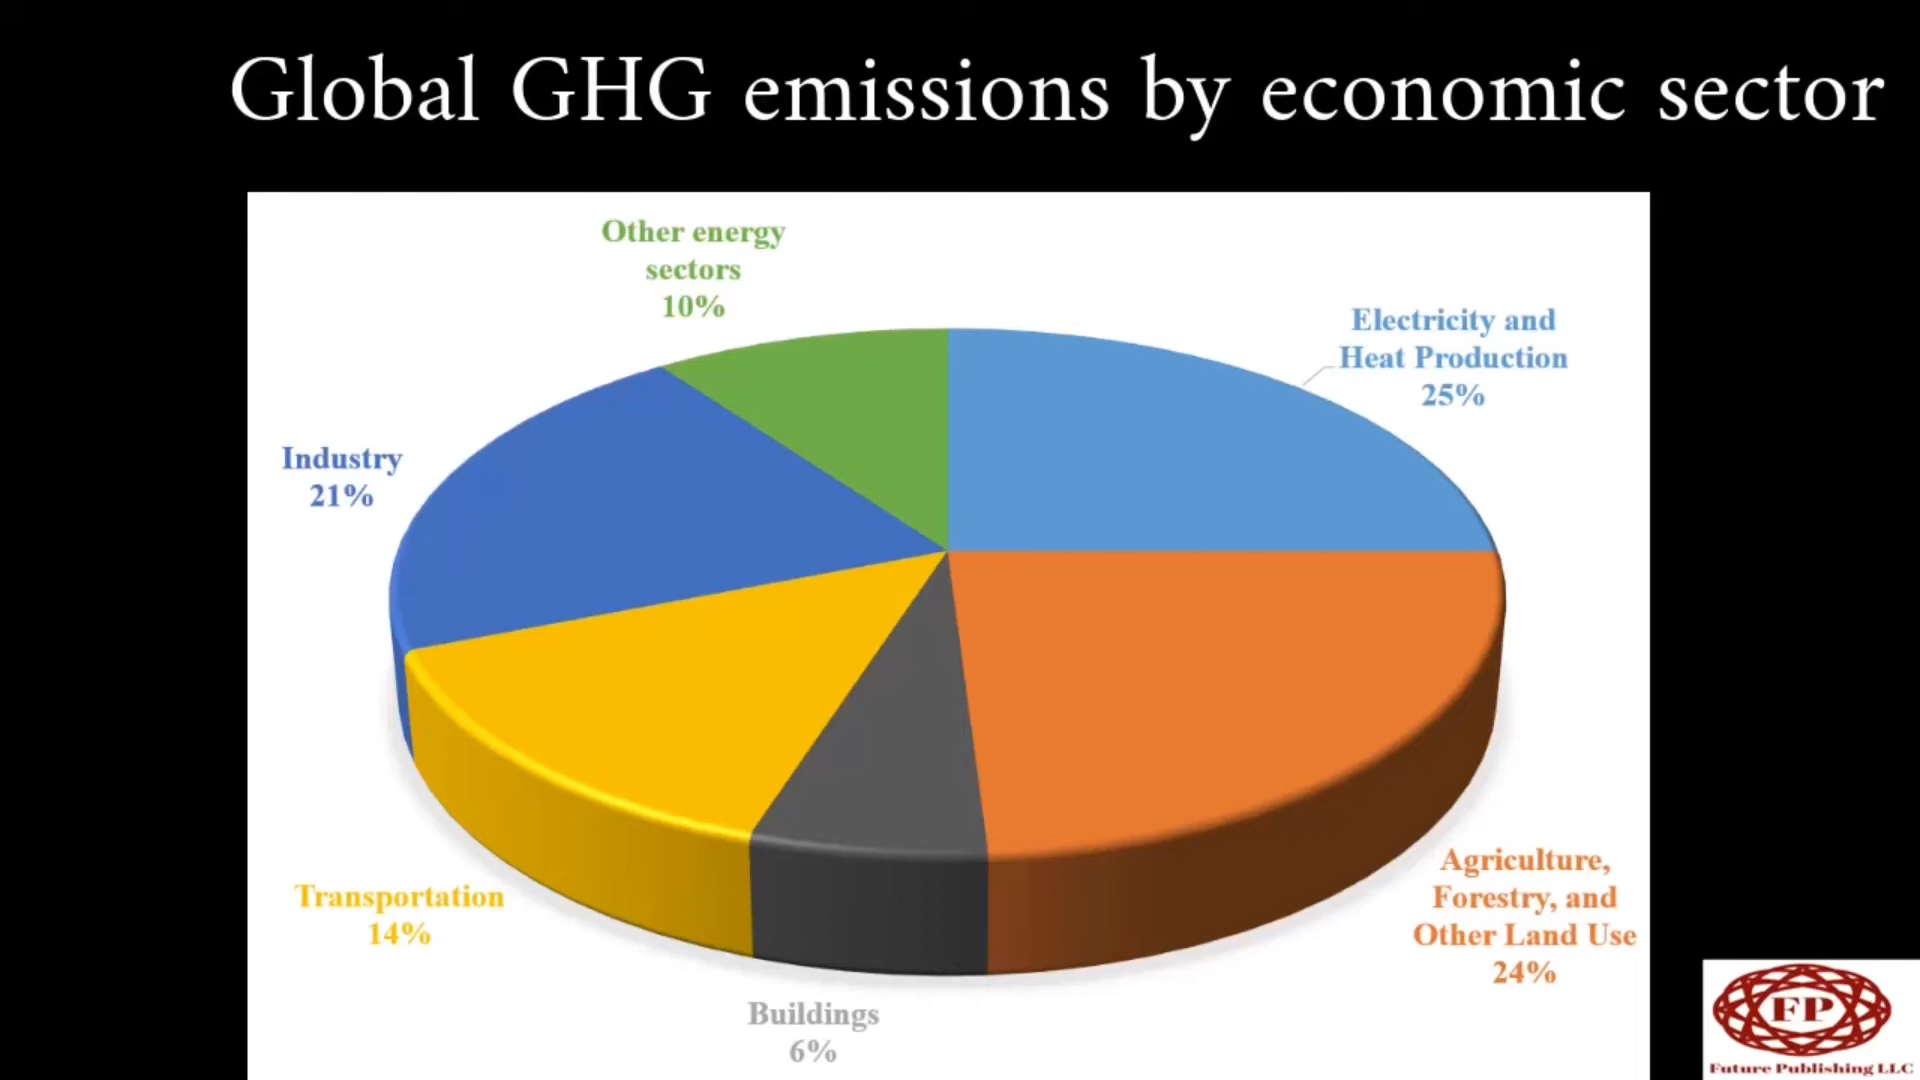 Global GHG emissions by economic sector
Other energy
sectors
10%
Electricity and
Heat Production
25%
Industry
21%
Transportation
14%
Agriculture,
Forestry, and
Other Land Use
24%
Buildings
6%
FP
Future Publishing LLC